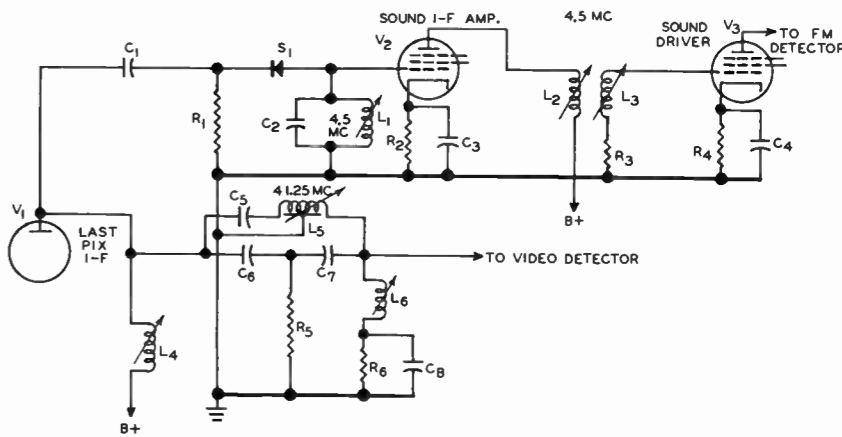 SOUND I-F AMP.
4.5 MC
SOUND DRIVER
V3
TO FM DETECTOR
C1
S1
V2
R1
C2
4.5 MC
L1
R2
C3
L2
L3
R3
R4
C4
B+
V1
LAST PIX I-F
C5
41.25 MC
L5
C6
C7
TO VIDEO DETECTOR
L4
R5
L6
R6
C8
B+